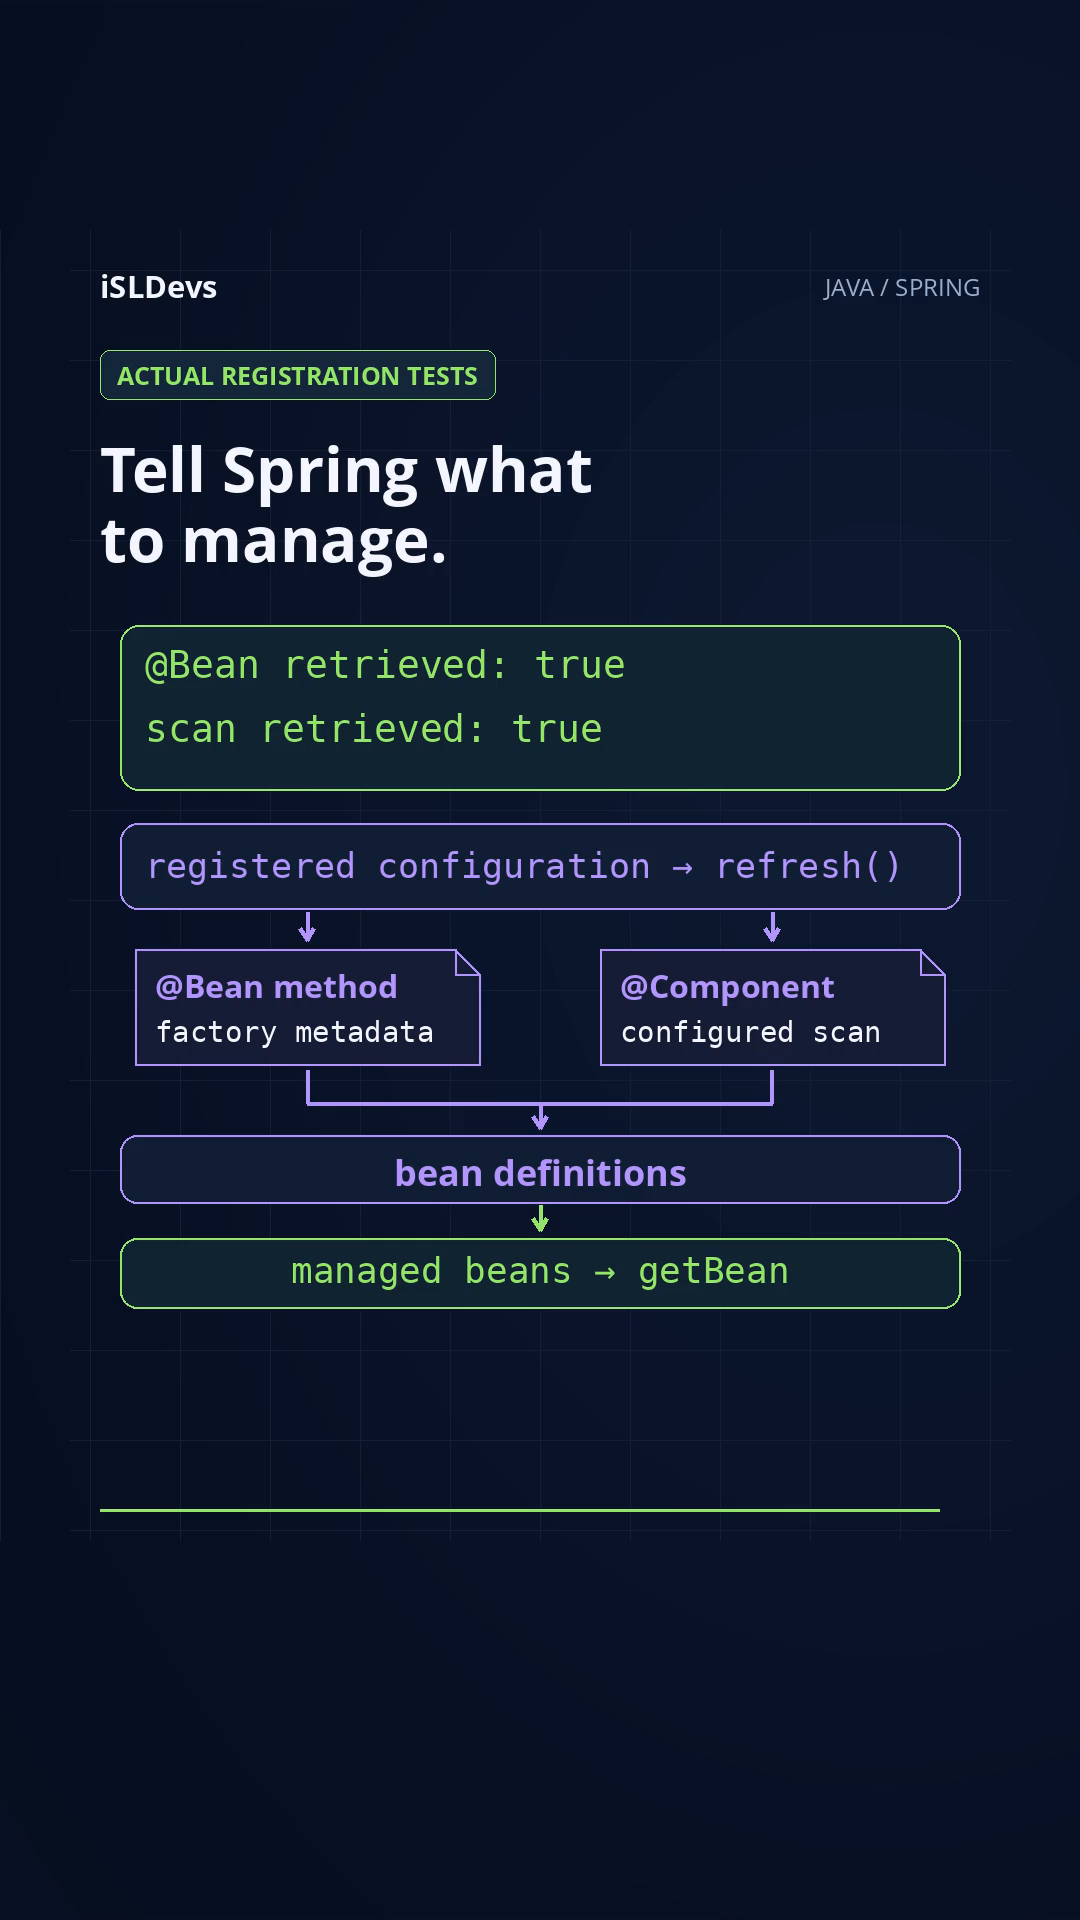 iSLDevs
JAVA / SPRING
ACTUAL REGISTRATION TESTS
Tell Spring what
to manage.
@Bean retrieved: true
scan retrieved: true
registered configuration → refresh()
@Bean method
factory metadata
@Component
configured scan
bean definitions
managed beans → getBean